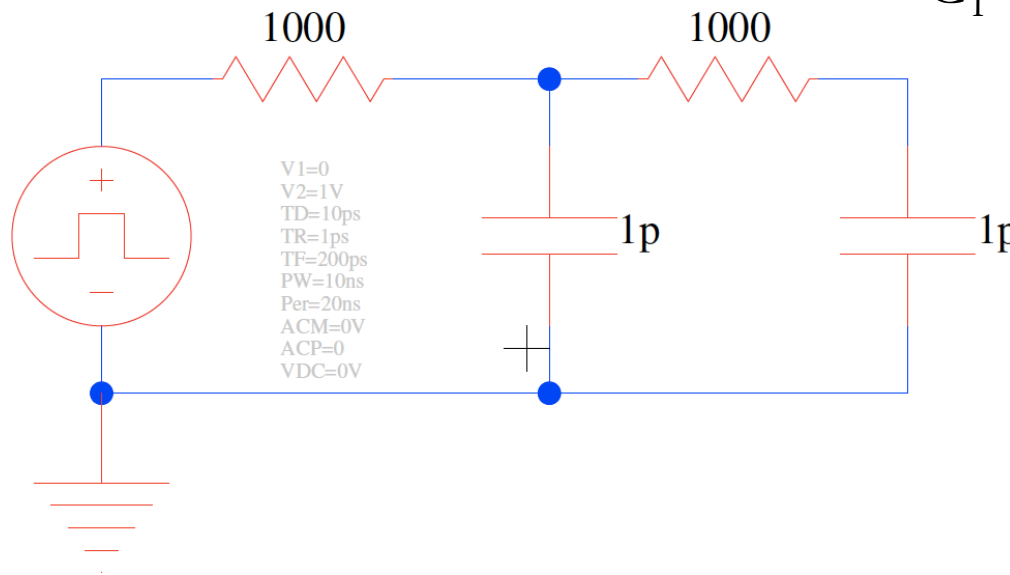 1000
1000
V1=0
V2=1V
TD=10ps
TR=1ps
TF=200ps
PW=10ns
Per=20ns
ACM=0V
ACP=0
VDC=0V
+
−
1p
1p